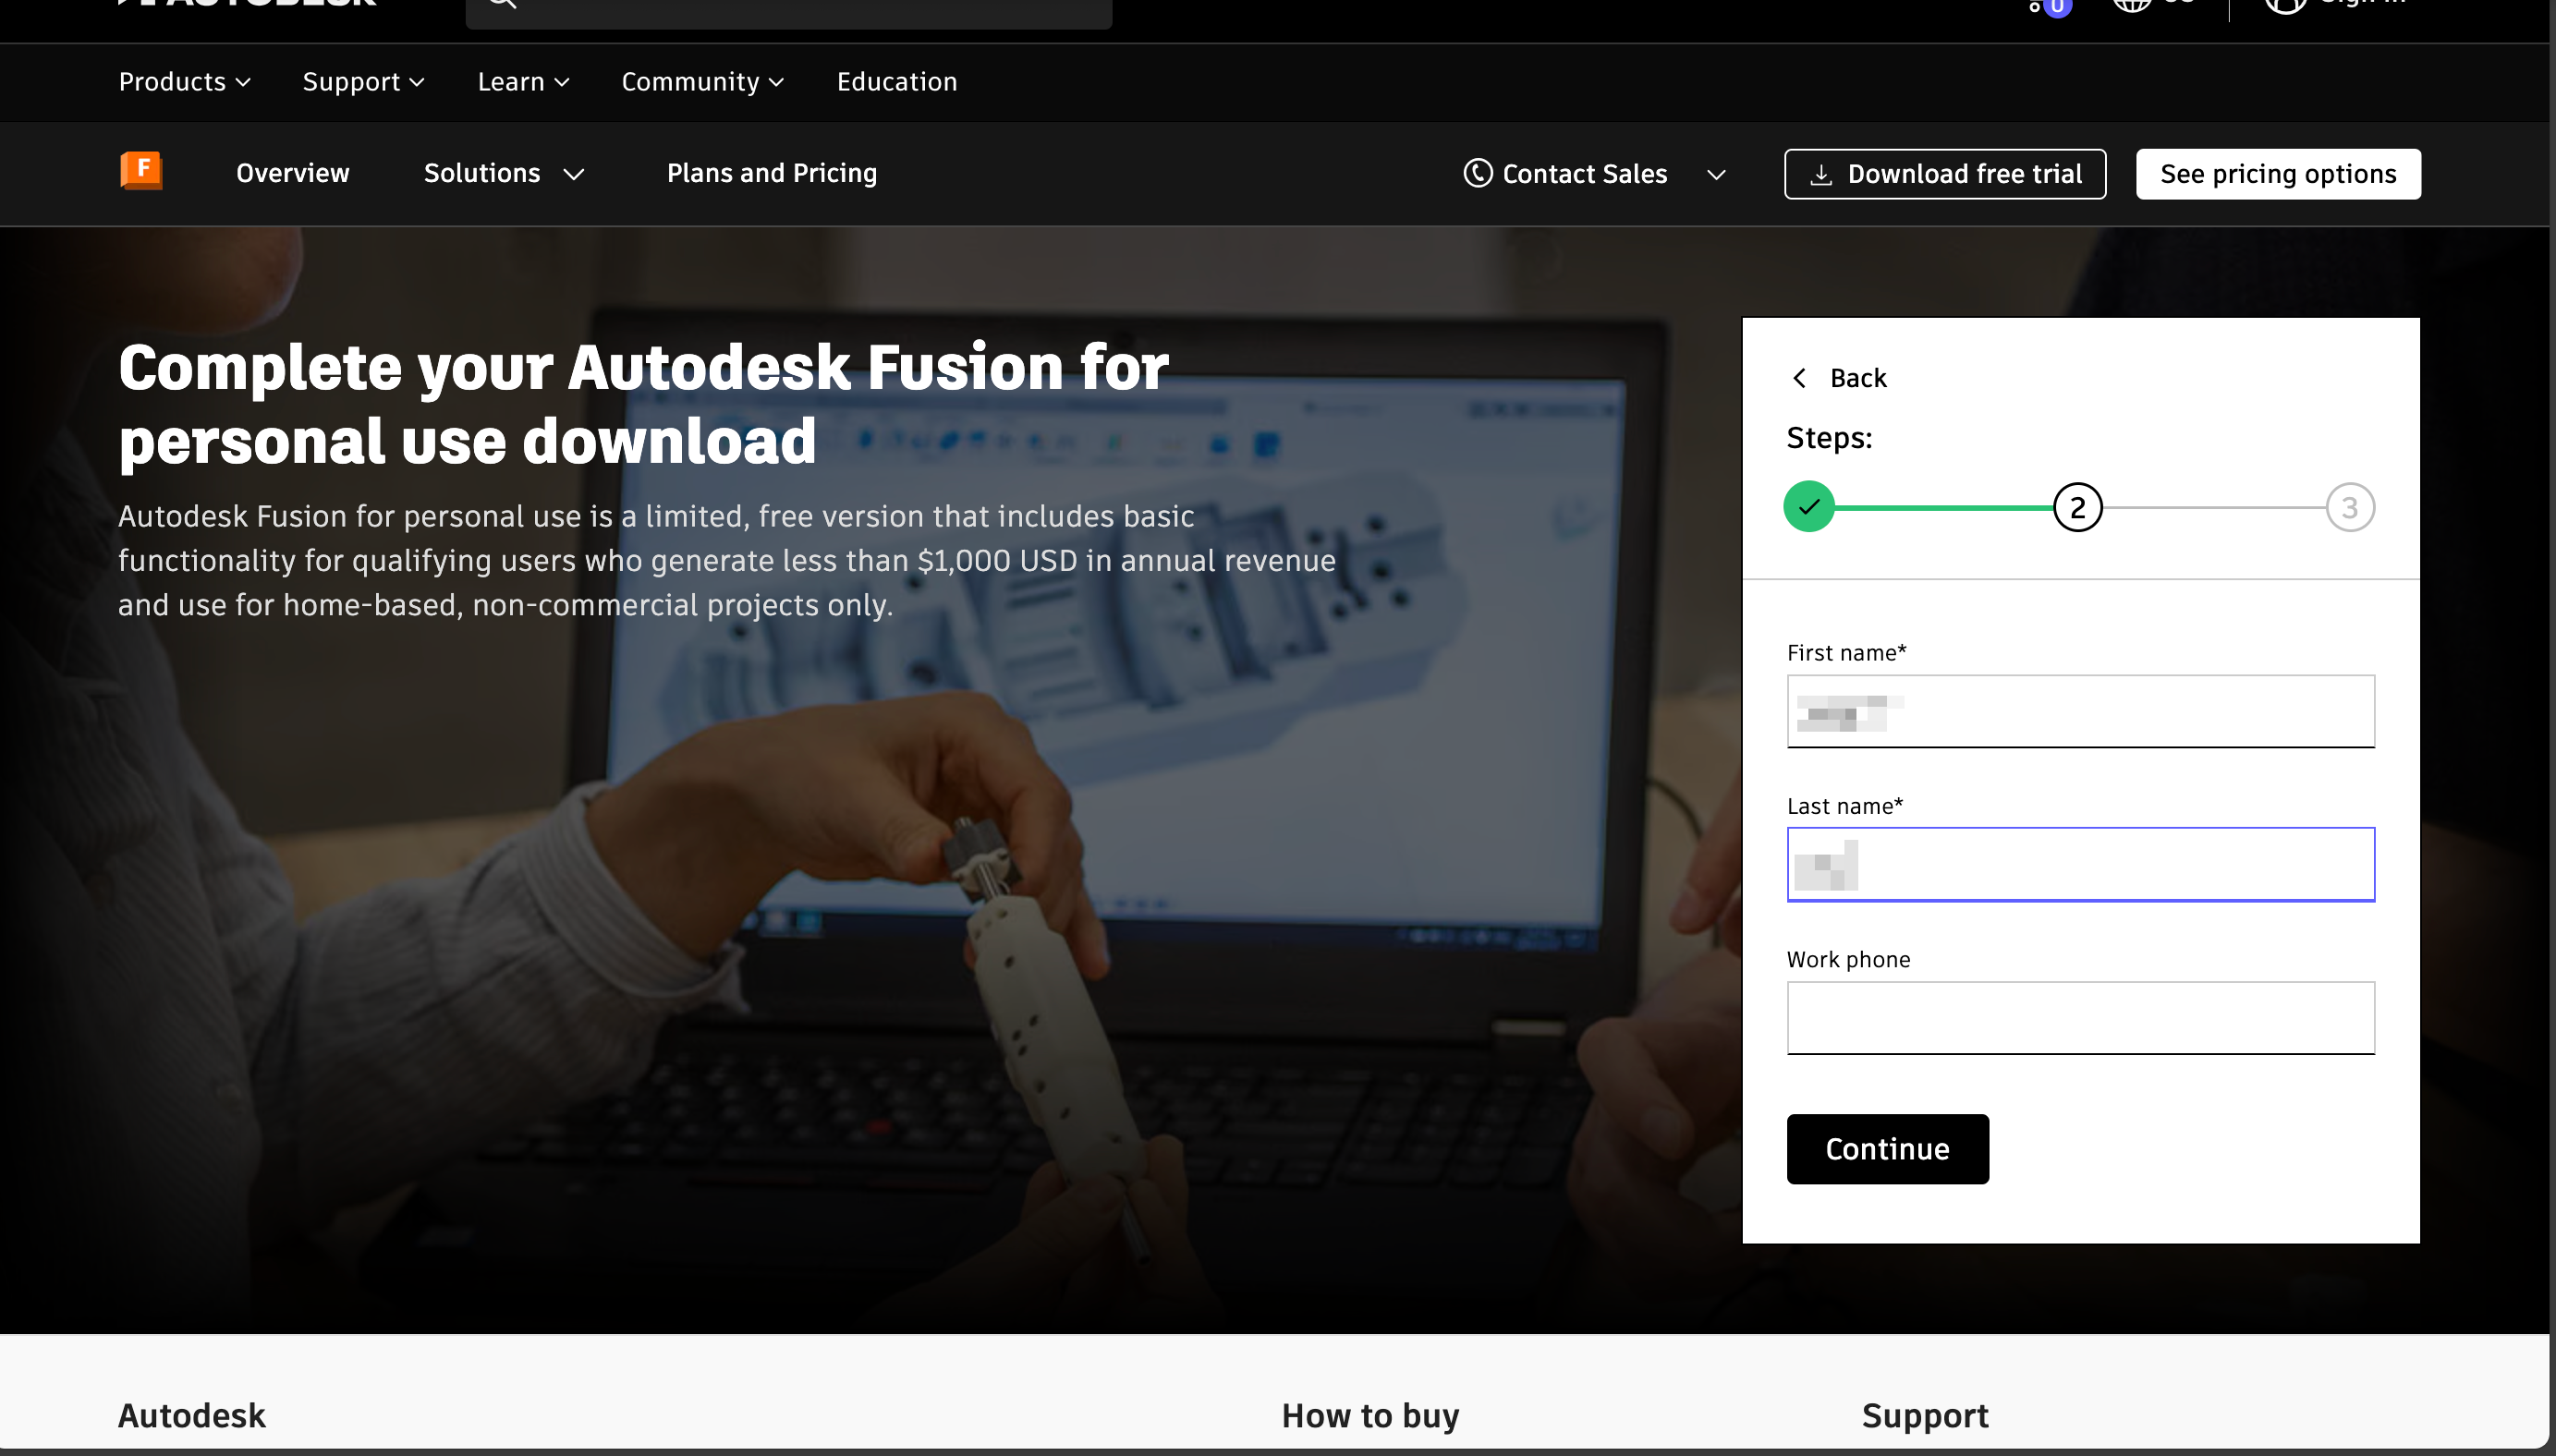 AUTODESK
US
Sign in
Products
Support
Learn
Community
Education
F
Overview
Solutions
Plans and Pricing
Contact Sales
Download free trial
See pricing options
Complete your Autodesk Fusion for
personal use download
Autodesk Fusion for personal use is a limited, free version that includes basic
functionality for qualifying users who generate less than $1,000 USD in annual revenue
and use for home-based, non-commercial projects only.
Back
Steps:
2
3
First name*
Last name*
Work phone
Continue
Autodesk
How to buy
Support